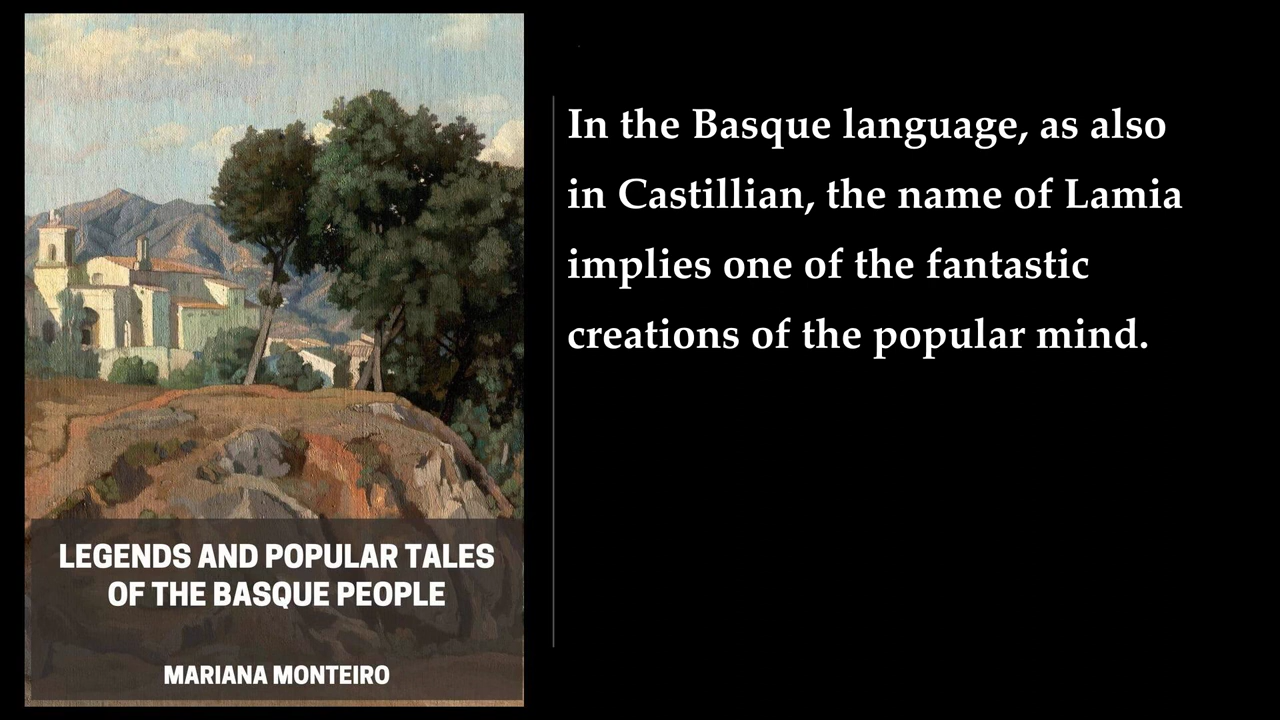 LEGENDS AND POPULAR TALES
OF THE BASQUE PEOPLE
MARIANA MONTEIRO
In the Basque language, as also
in Castillian, the name of Lamia
implies one of the fantastic
creations of the popular mind.